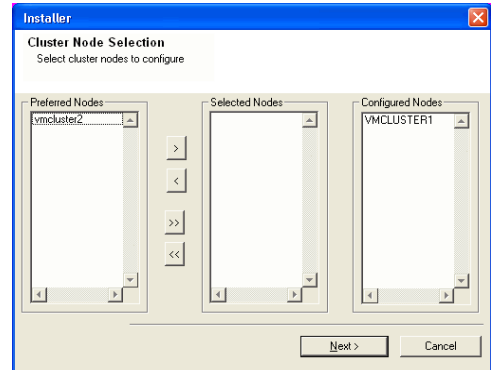 Installer
Cluster Node Selection
Select cluster nodes to configure
Preferred Nodes
vmcluster2
>
<
>>
<<
Selected Nodes
Configured Nodes
VMCLUSTER1
Next >
Cancel